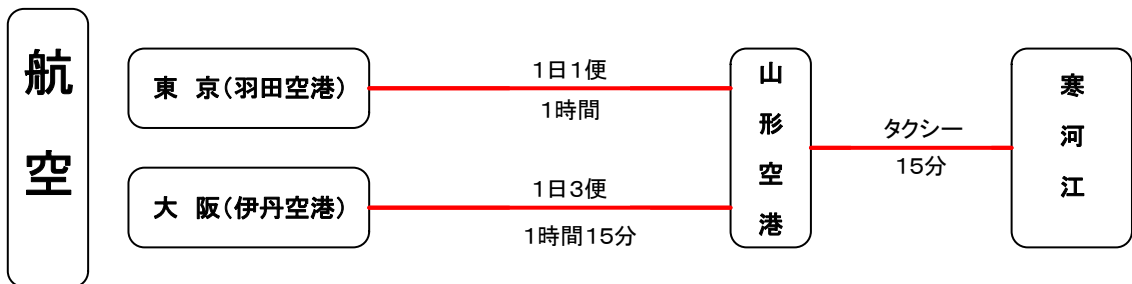 航空
東 京(羽田空港)
1日1便
1時間
大 阪(伊丹空港)
1日3便
1時間15分
山形空港
タクシー
15分
寒河江